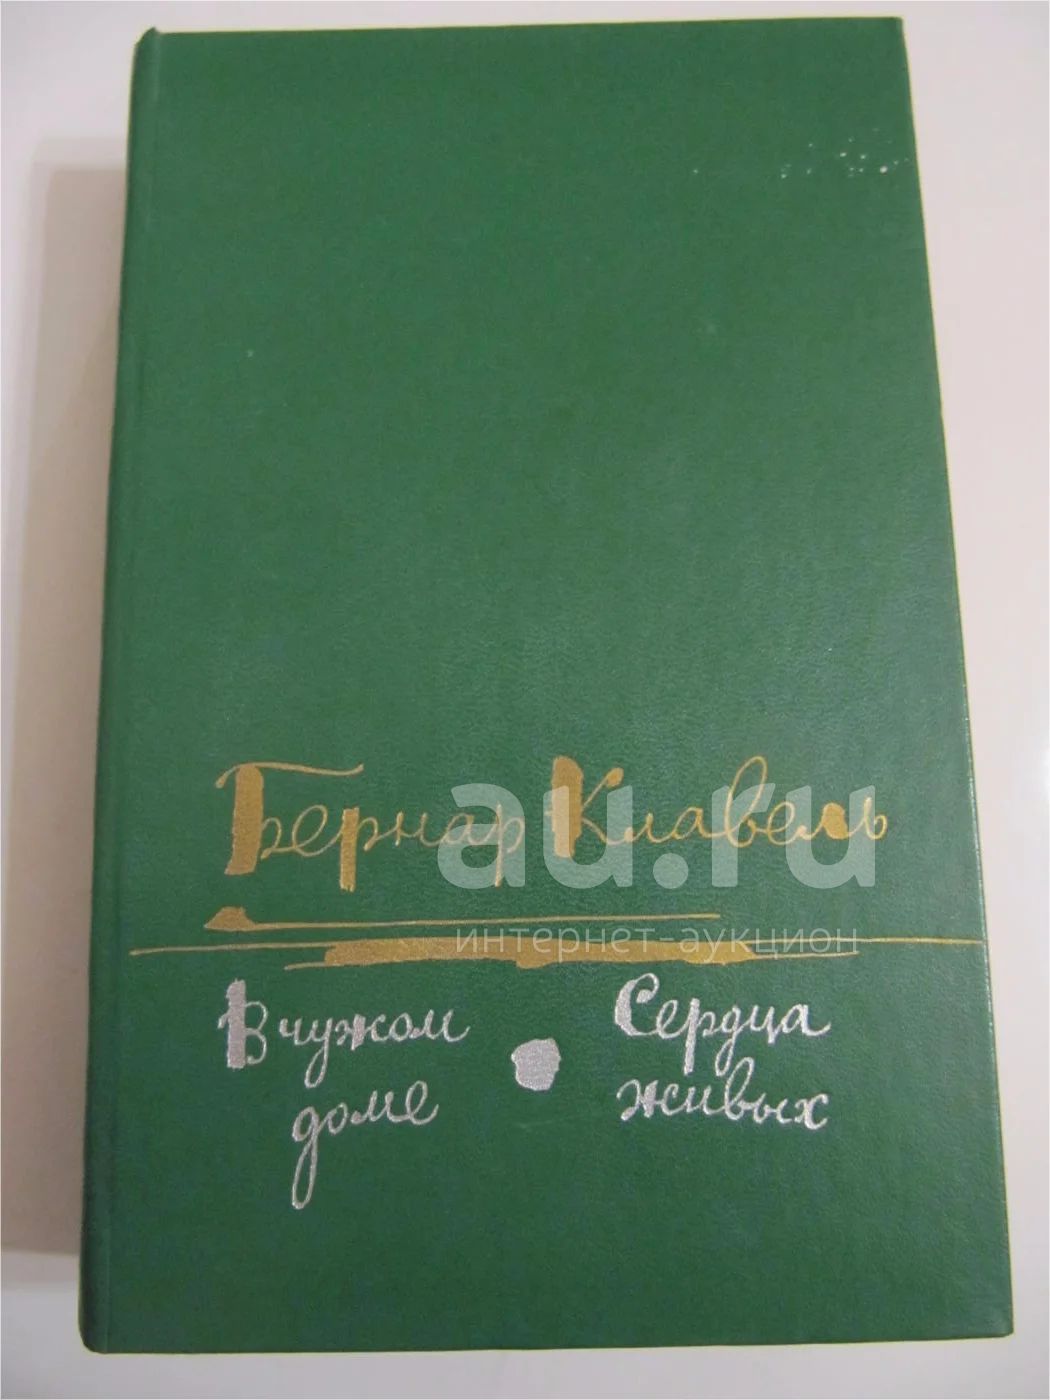 Бернар Клавель
au.ru
интернет-аукцион
В чужом
доме
Сердца
живых